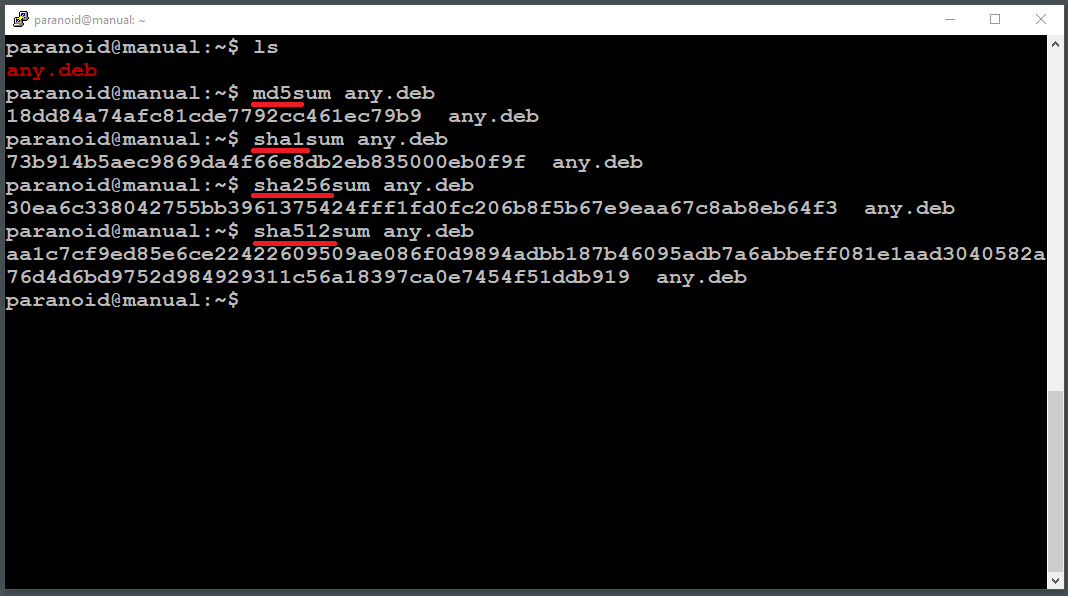 paranoid@manual: ~
paranoid@manual:~$ ls
any.deb
paranoid@manual:~$ md5sum any.deb
18dd84a74afc81cde7792cc461ec79b9  any.deb
paranoid@manual:~$ sha1sum any.deb
73b914b5aec9869da4f66e8db2eb835000eb0f9f  any.deb
paranoid@manual:~$ sha256sum any.deb
30ea6c338042755bb3961375424fff1fd0fc206b8f5b67e9eaa67c8ab8eb64f3  any.deb
paranoid@manual:~$ sha512sum any.deb
aa1c7cf9ed85e6ce22422609509ae086f0d9894adbb187b46095adb7a6abbeff081e1aad3040582a
76d4d6bd9752d984929311c56a18397ca0e7454f51ddb919  any.deb
paranoid@manual:~$